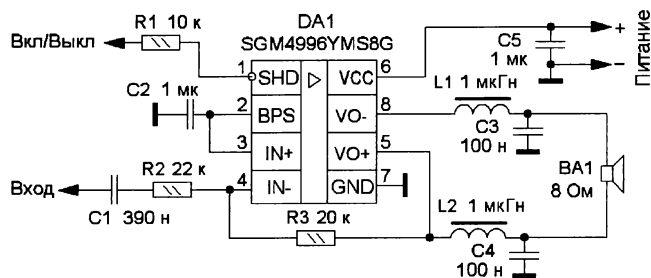 R1 10 к
DA1
SGM4996YMS8G
Вкл/Выкл
1
SHD
VCC
6
C5
1 мк
+
−
Питание
C2
1 мк
2
BPS
VO-
8
L1 1 мкГн
C3
100 н
3
IN+
VO+
5
BA1
8 Ом
Вход
C1 390 н
R2 22 к
4
IN-
GND
7
R3 20 к
L2 1 мкГн
C4
100 н